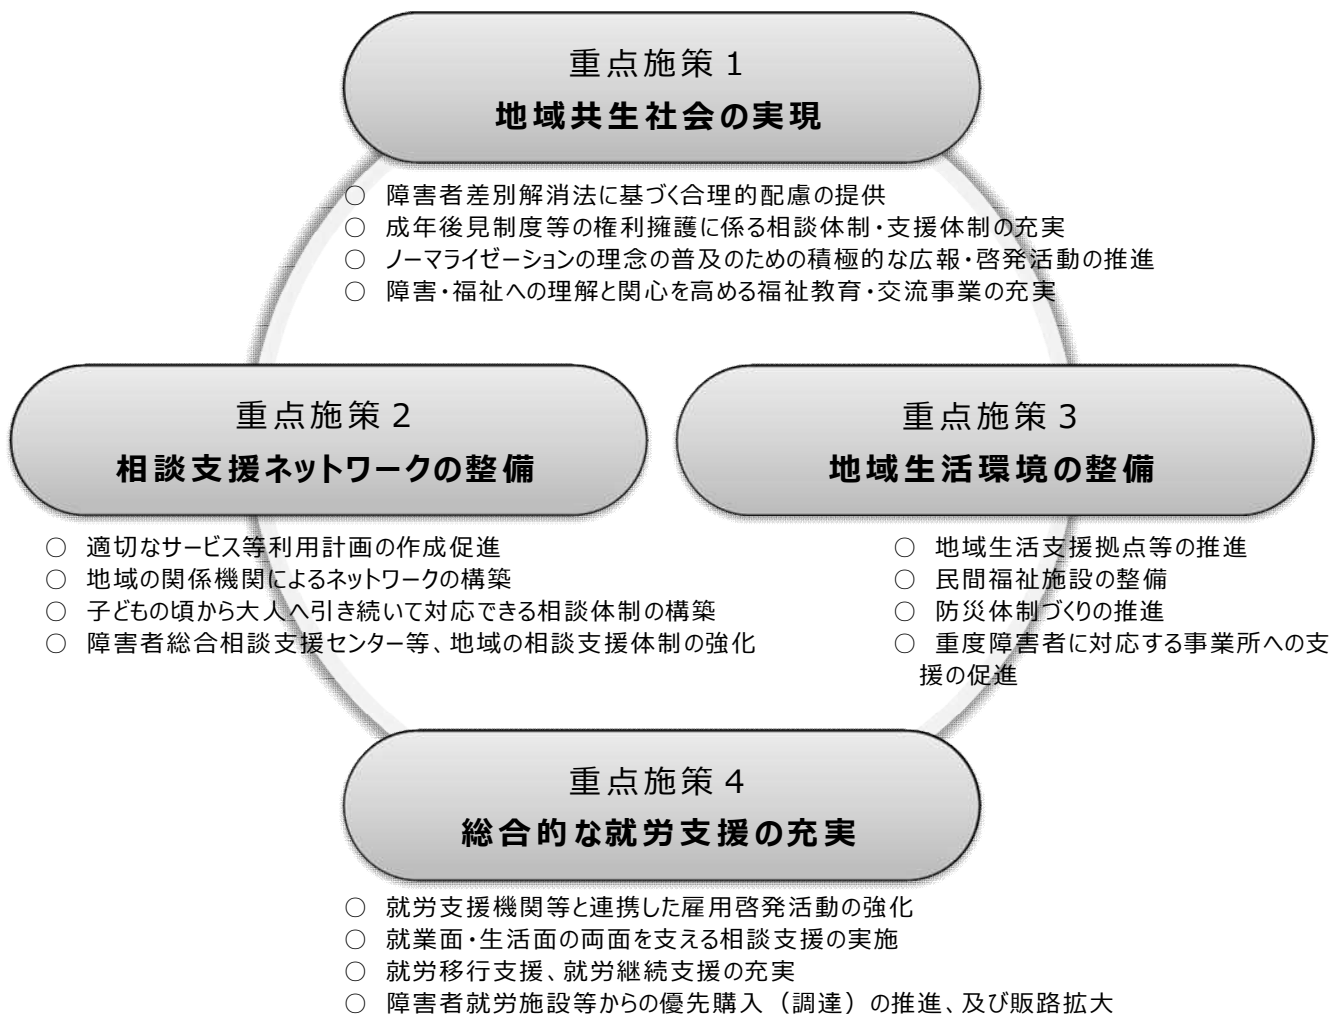 重点施策1
地域共生社会の実現
○ 障害者差別解消法に基づく合理的配慮の提供
○ 成年後見制度等の権利擁護に係る相談体制・支援体制の充実
○ ノーマライゼーションの理念の普及のための積極的な広報・啓発活動の推進
○ 障害・福祉への理解と関心を高める福祉教育・交流事業の充実
重点施策2
相談支援ネットワークの整備
○ 適切なサービス等利用計画の作成促進
○ 地域の関係機関によるネットワークの構築
○ 子どもの頃から大人へ引き続いて対応できる相談体制の構築
○ 障害者総合相談支援センター等、地域の相談支援体制の強化
重点施策3
地域生活環境の整備
○ 地域生活支援拠点等の推進
○ 民間福祉施設の整備
○ 防災体制づくりの推進
○ 重度障害者に対応する事業所への支
援の促進
重点施策4
総合的な就労支援の充実
○ 就労支援機関等と連携した雇用啓発活動の強化
○ 就業面・生活面の両面を支える相談支援の実施
○ 就労移行支援、就労継続支援の充実
○ 障害者就労施設等からの優先購入（調達）の推進、及び販路拡大